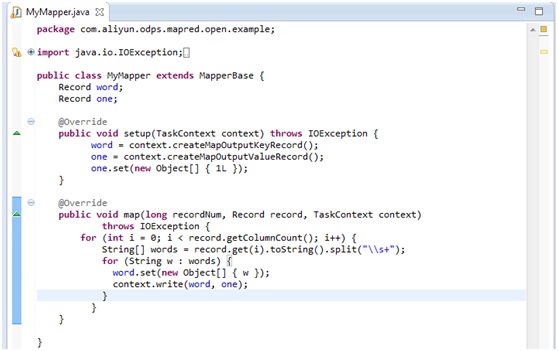 MyMapper.java
package com.aliyun.odps.mapred.open.example;
import java.io.IOException;
public class MyMapper extends MapperBase {
Record word;
Record one;
@Override
public void setup(TaskContext context) throws IOException {
word = context.createMapOutputKeyRecord();
one = context.createMapOutputValueRecord();
one.set(new Object[] { 1L });
}
@Override
public void map(long recordNum, Record record, TaskContext context)
throws IOException {
for (int i = 0; i < record.getColumnCount(); i++) {
String[] words = record.get(i).toString().split("\\s+");
for (String w : words) {
word.set(new Object[] { w });
context.write(word, one);
}
}
}
}